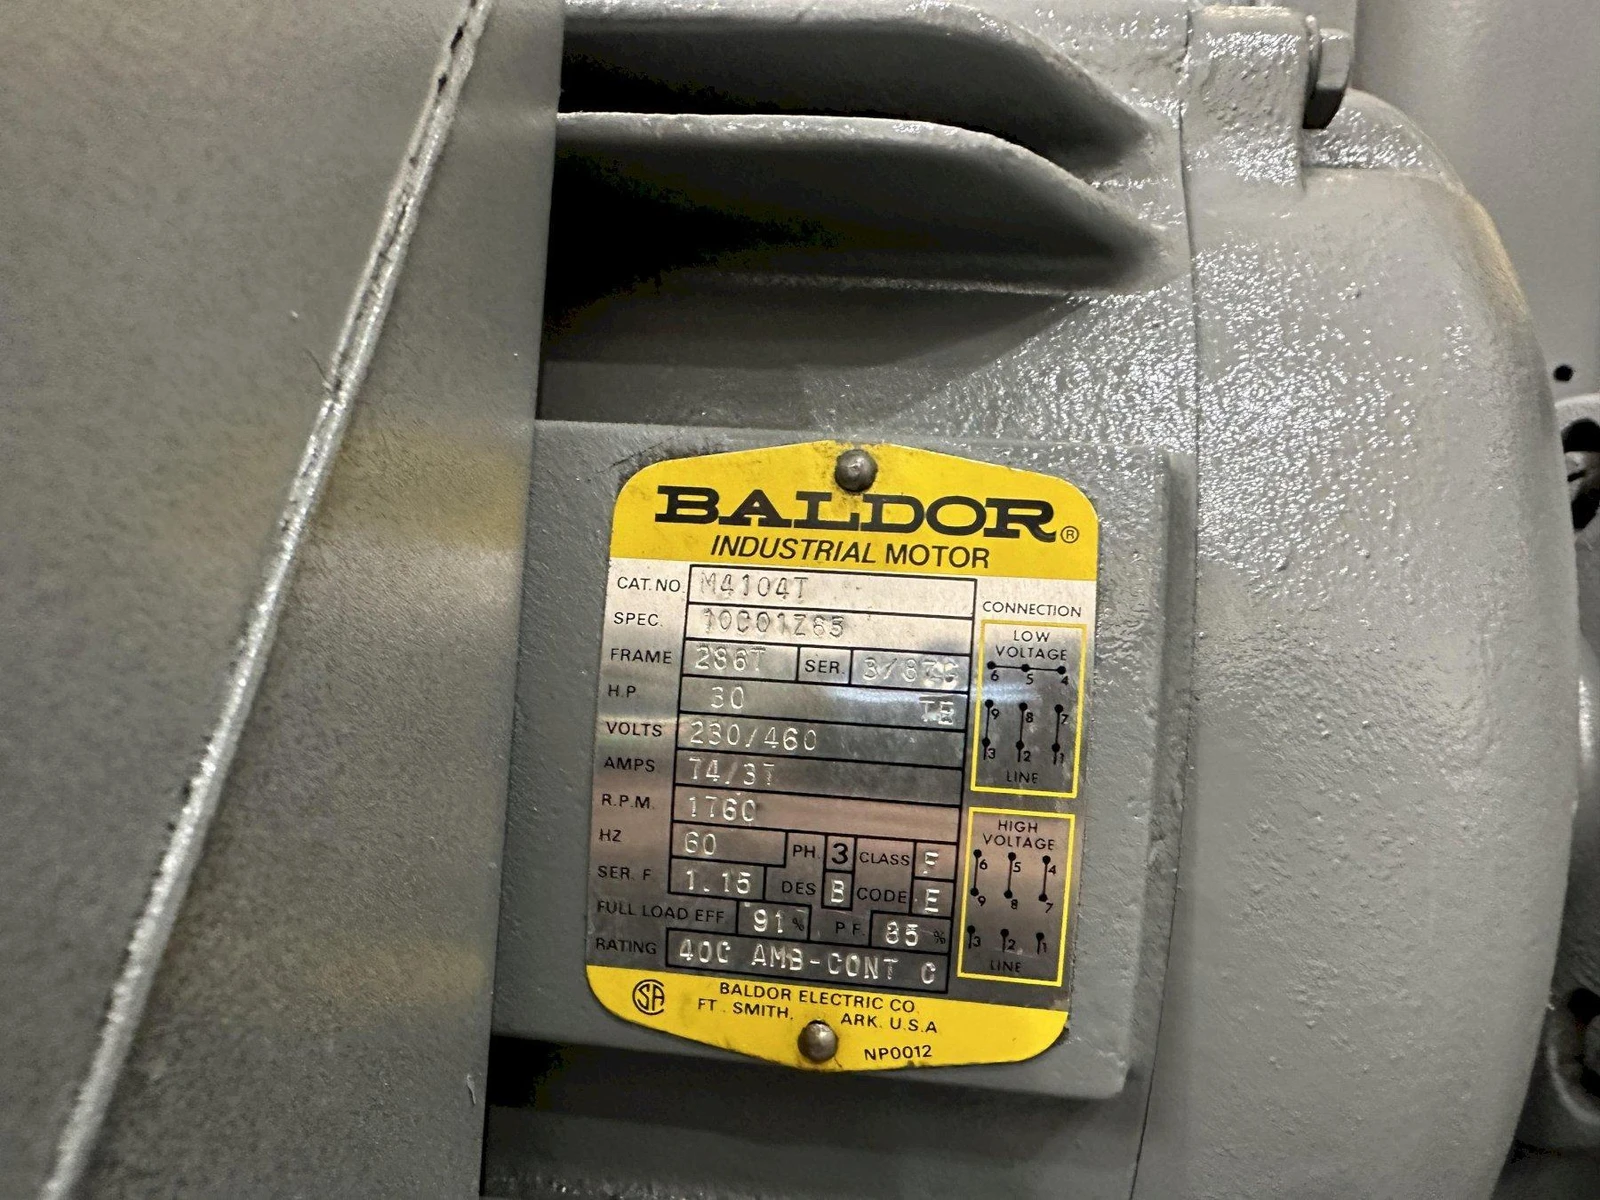 BALDOR®
INDUSTRIAL MOTOR
CAT. NO. M4104T
SPEC. 10C01Z65
FRAME 286T SER.
H.P 30 TE
VOLTS 230/460
AMPS 74/37
R.P.M. 1760
HZ 60 PH. 3 CLASS F
SER. F. 1.15 DES B CODE E
FULL LOAD EFF. 91 % P.F. 85 %
RATING 40C AMB-CONT C
CONNECTION
LOW
VOLTAGE
6 5 4
9 8 7
3 2 1
LINE
HIGH
VOLTAGE
6 5 4
9 8 7
3 2 1
LINE
SA
BALDOR ELECTRIC CO.
FT. SMITH, ARK. U.S.A
NP0012